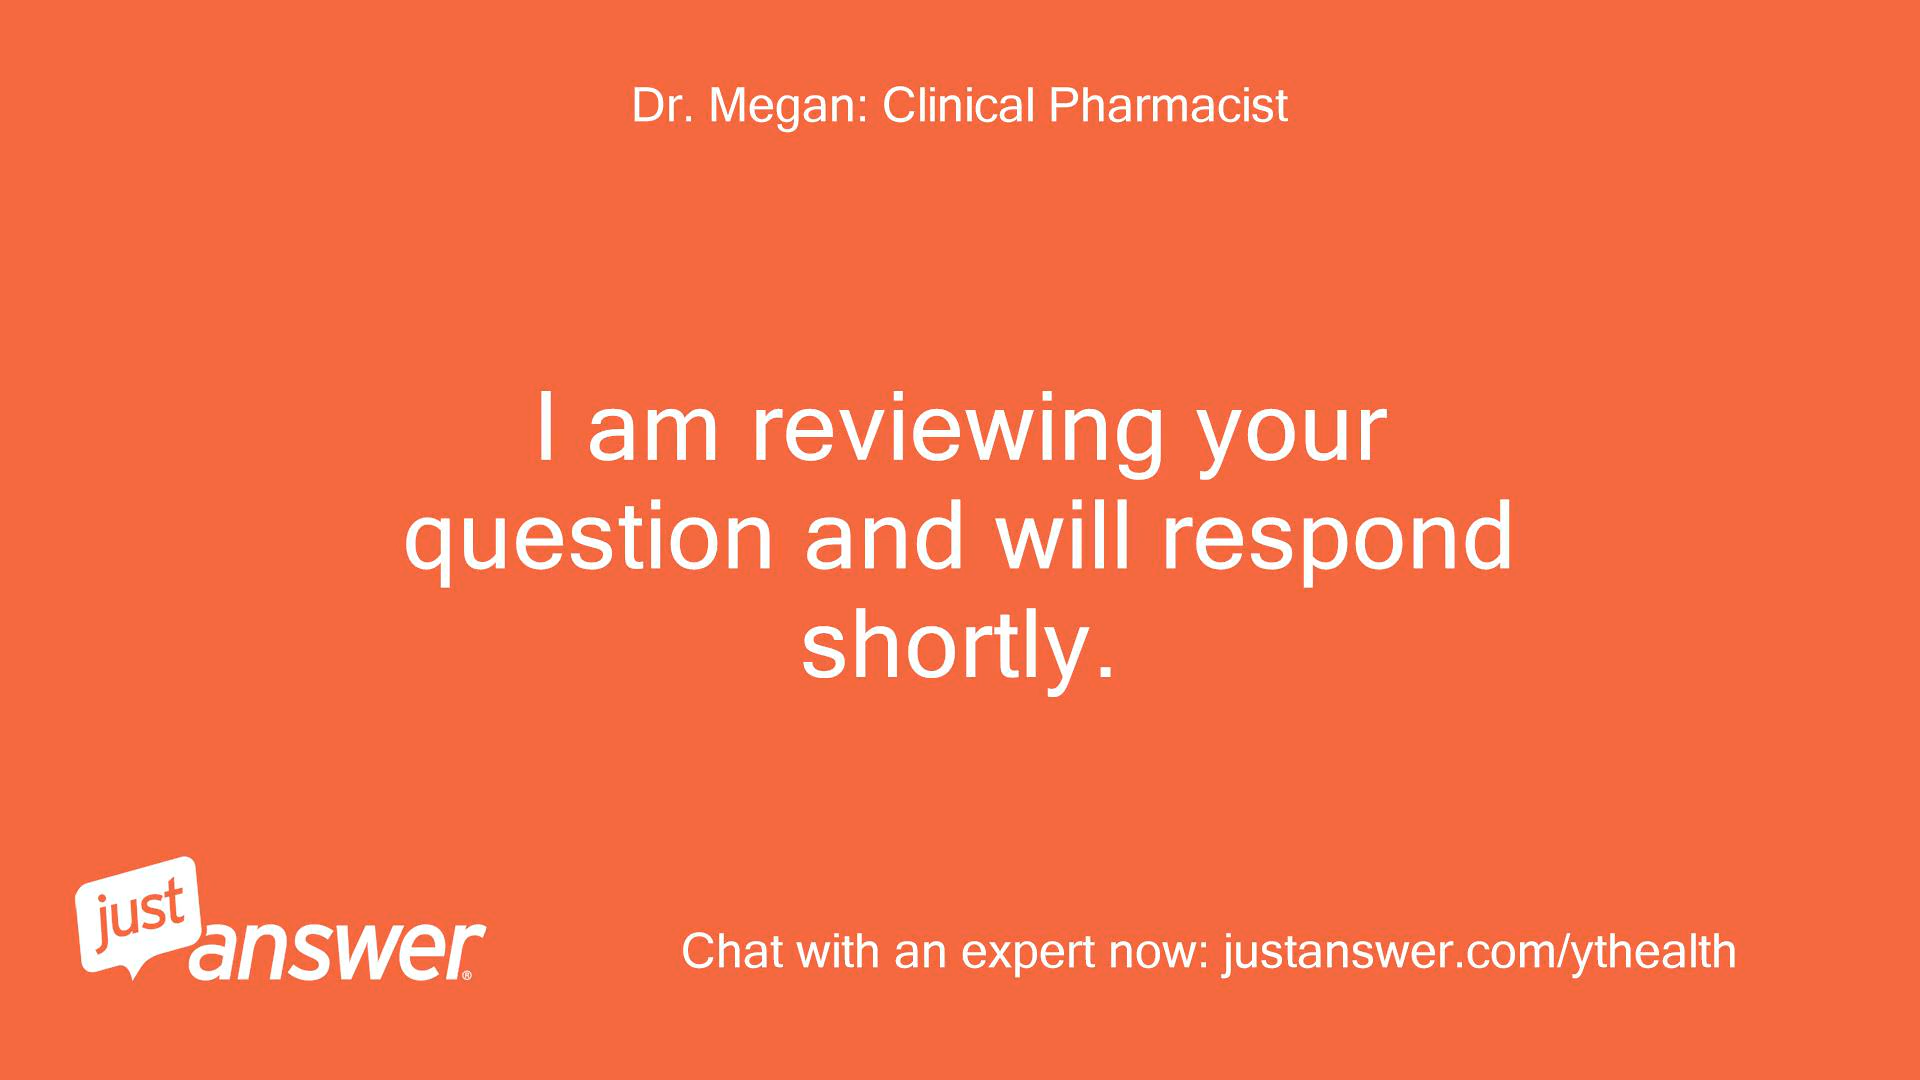 Dr. Megan: Clinical Pharmacist
I am reviewing your
question and will respond
shortly.
just
answer®
Chat with an expert now: justanswer.com/ythealth